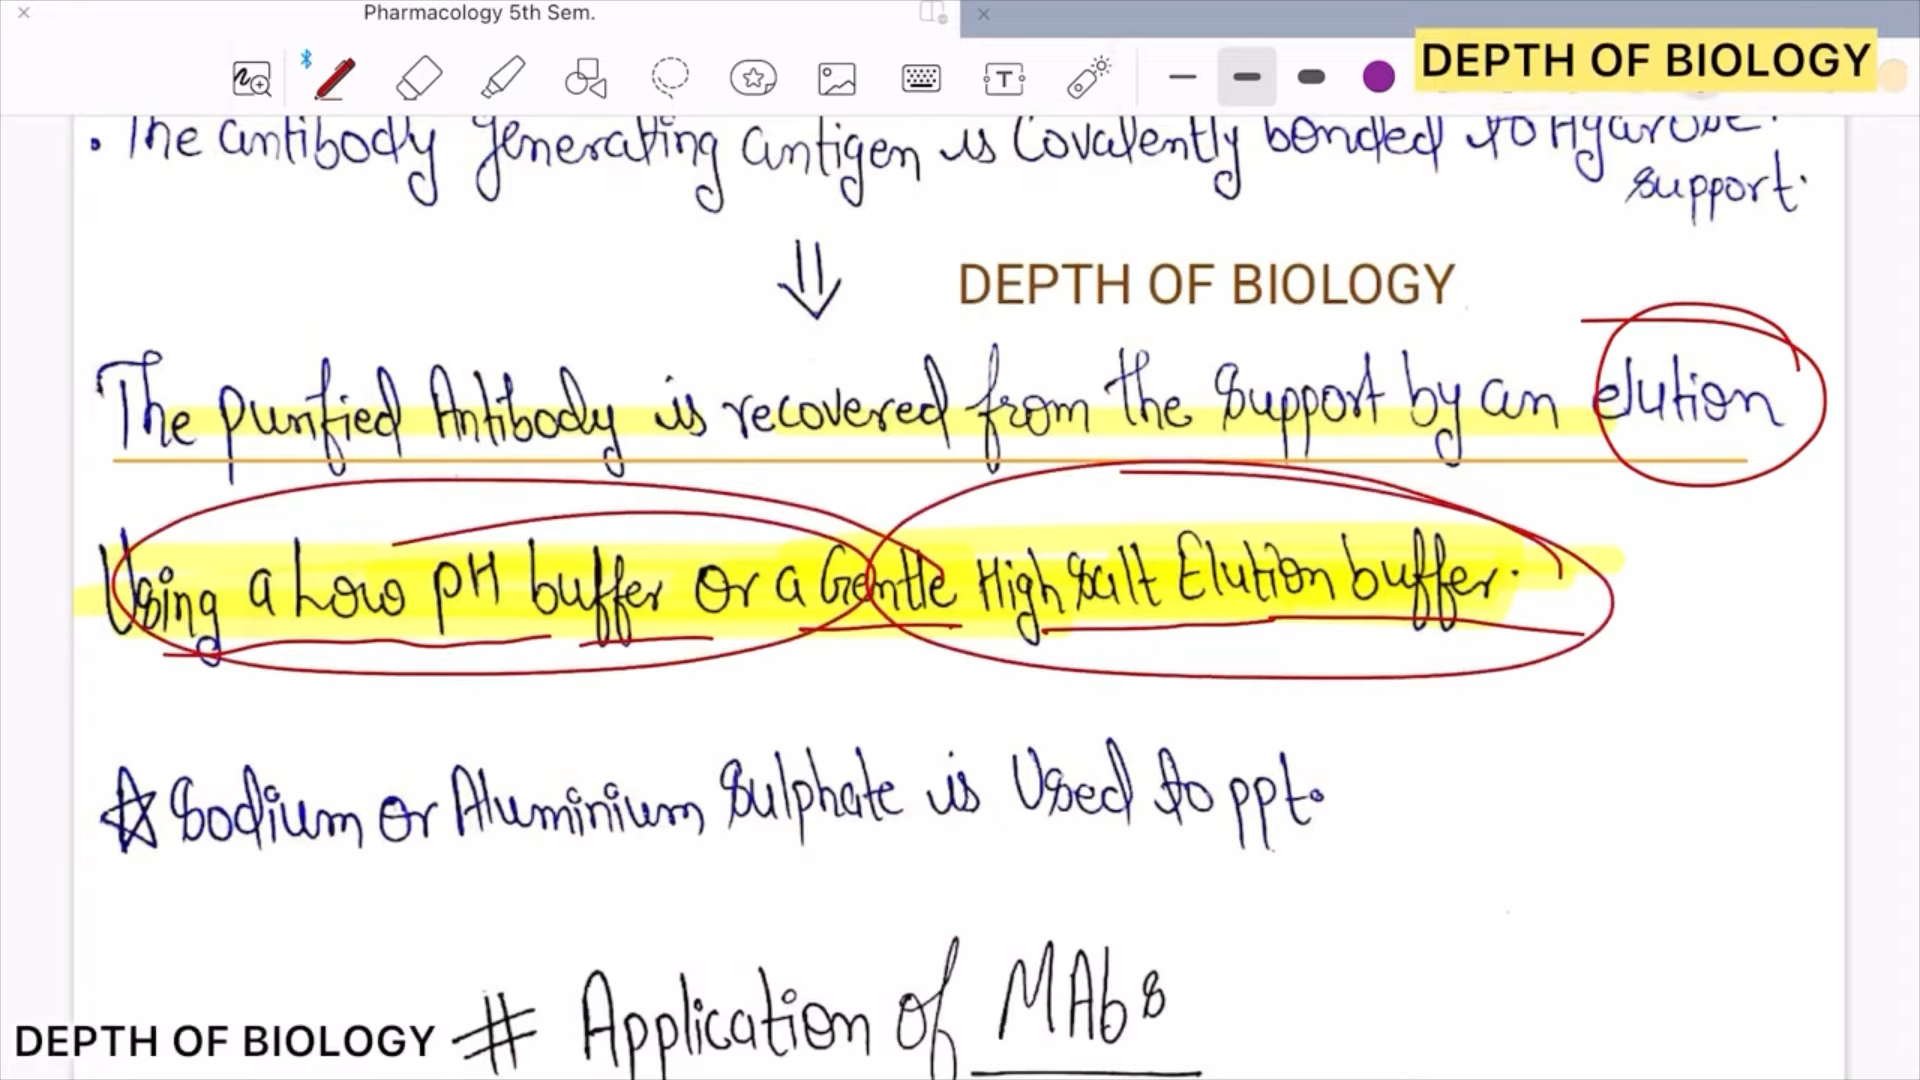 Pharmacology 5th Sem.
DEPTH OF BIOLOGY
. The antibody generating antigen is Covalently bonded to Agarose.
support.
DEPTH OF BIOLOGY
The purified Antibody is recovered from the support by an elution
Using a Low pH buffer or a Gentle High salt Elution buffer.
☆ Sodium or Aluminium Sulphate is Used to ppt.
# Application of MAbs
DEPTH OF BIOLOGY